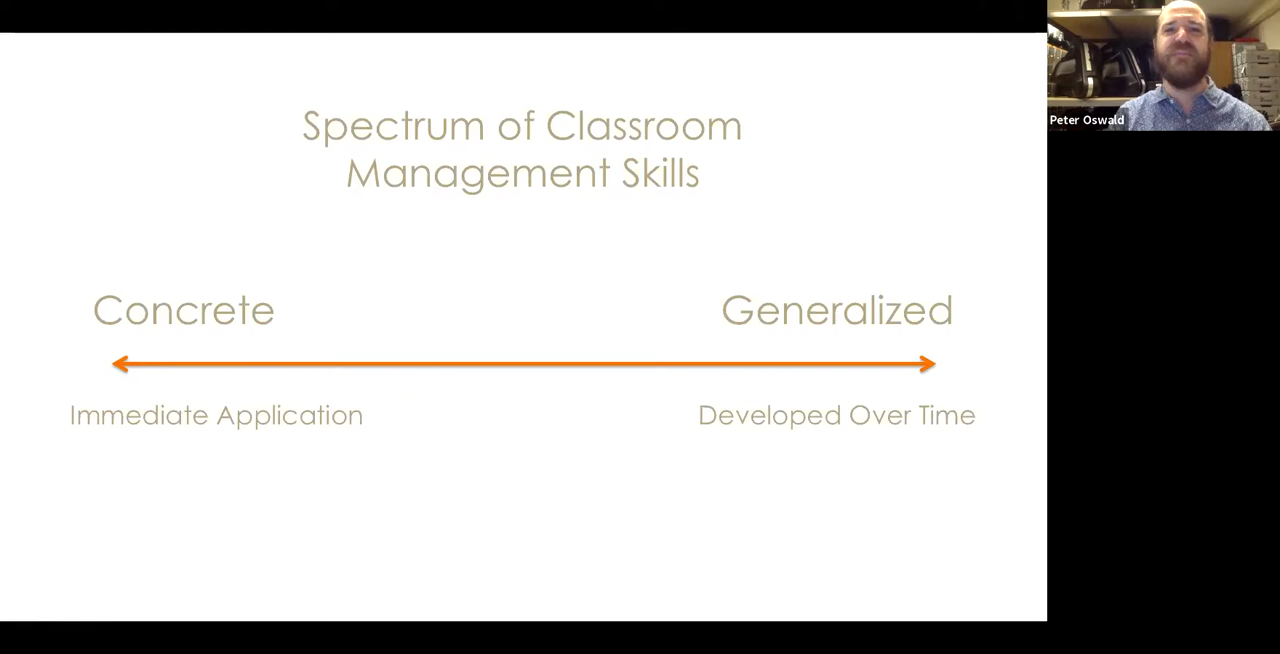 Spectrum of Classroom
Management Skills
Concrete
Generalized
Immediate Application
Developed Over Time
Peter Oswald